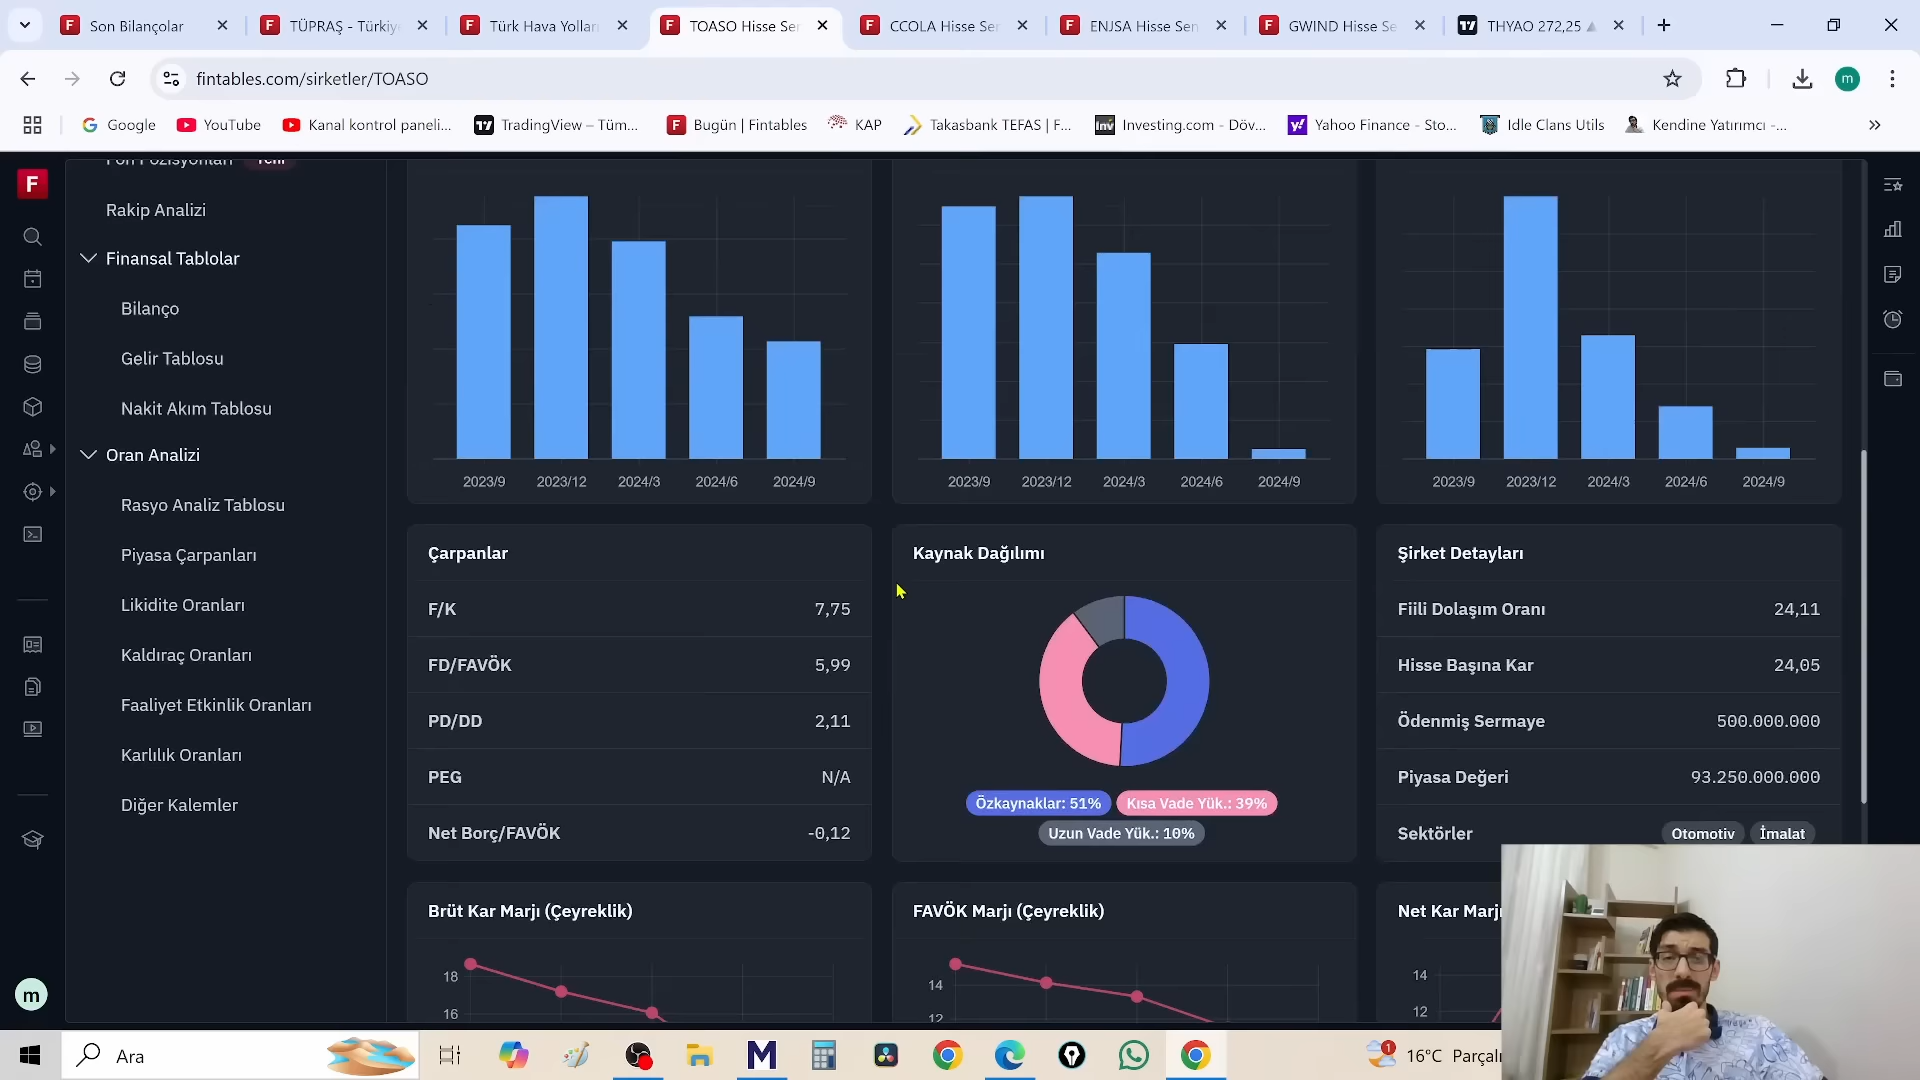 Son Bilançolar
TÜPRAŞ - Türkiye
Türk Hava Yolları
TOASO Hisse Sen
CCOLA Hisse Sen
ENJSA Hisse Sen
GWIND Hisse Se
THYAO 272,25
fintables.com/sirketler/TOASO
m
Google
YouTube
Kanal kontrol paneli...
TradingView – Tüm...
Bugün | Fintables
KAP
Takasbank TEFAS | F...
Investing.com - Döv...
Yahoo Finance - Sto...
Idle Clans Utils
Kendine Yatırımcı -...
F
Fon Pozisyonları Yeni
Rakip Analizi
Finansal Tablolar
Bilanço
Gelir Tablosu
Nakit Akım Tablosu
Oran Analizi
Rasyo Analiz Tablosu
Piyasa Çarpanları
Likidite Oranları
Kaldıraç Oranları
Faaliyet Etkinlik Oranları
Karlılık Oranları
Diğer Kalemler
m
2023/9 2023/12 2024/3 2024/6 2024/9
2023/9 2023/12 2024/3 2024/6 2024/9
2023/9 2023/12 2024/3 2024/6 2024/9
Çarpanlar
F/K 7,75
FD/FAVÖK 5,99
PD/DD 2,11
PEG N/A
Net Borç/FAVÖK -0,12
Kaynak Dağılımı
Özkaynaklar: 51% Kısa Vade Yük.: 39%
Uzun Vade Yük.: 10%
Şirket Detayları
Fiili Dolaşım Oranı 24,11
Hisse Başına Kar 24,05
Ödenmiş Sermaye 500.000.000
Piyasa Değeri 93.250.000.000
Sektörler Otomotiv İmalat
Brüt Kar Marjı (Çeyreklik)
18
16
FAVÖK Marjı (Çeyreklik)
14
12
Net Kar Marjı
14
12
Ara
1
16°C Parçalı